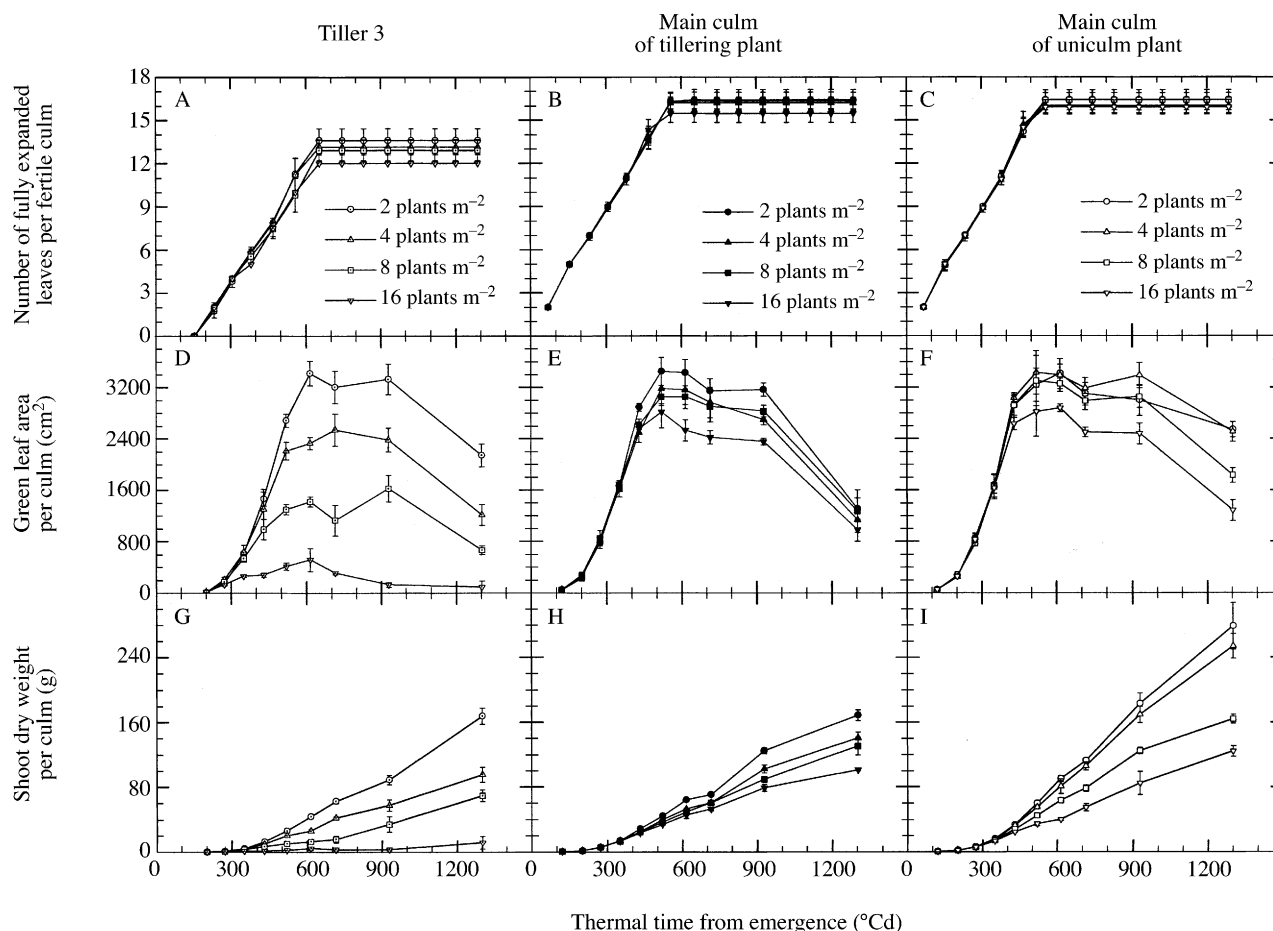 Tiller 3
Main culm
of tillering plant
Main culm
of uniculm plant
Number of fully expanded
leaves per fertile culm
18
15
12
9
6
3
0
A
2 plants m⁻²
4 plants m⁻²
8 plants m⁻²
16 plants m⁻²
B
2 plants m⁻²
4 plants m⁻²
8 plants m⁻²
16 plants m⁻²
C
2 plants m⁻²
4 plants m⁻²
8 plants m⁻²
16 plants m⁻²
Green leaf area
per culm (cm²)
3200
2400
1600
800
0
D
E
F
Shoot dry weight
per culm (g)
240
160
80
0
G
H
I
0 300 600 900 1200
0 300 600 900 1200
0 300 600 900 1200
Thermal time from emergence (°Cd)